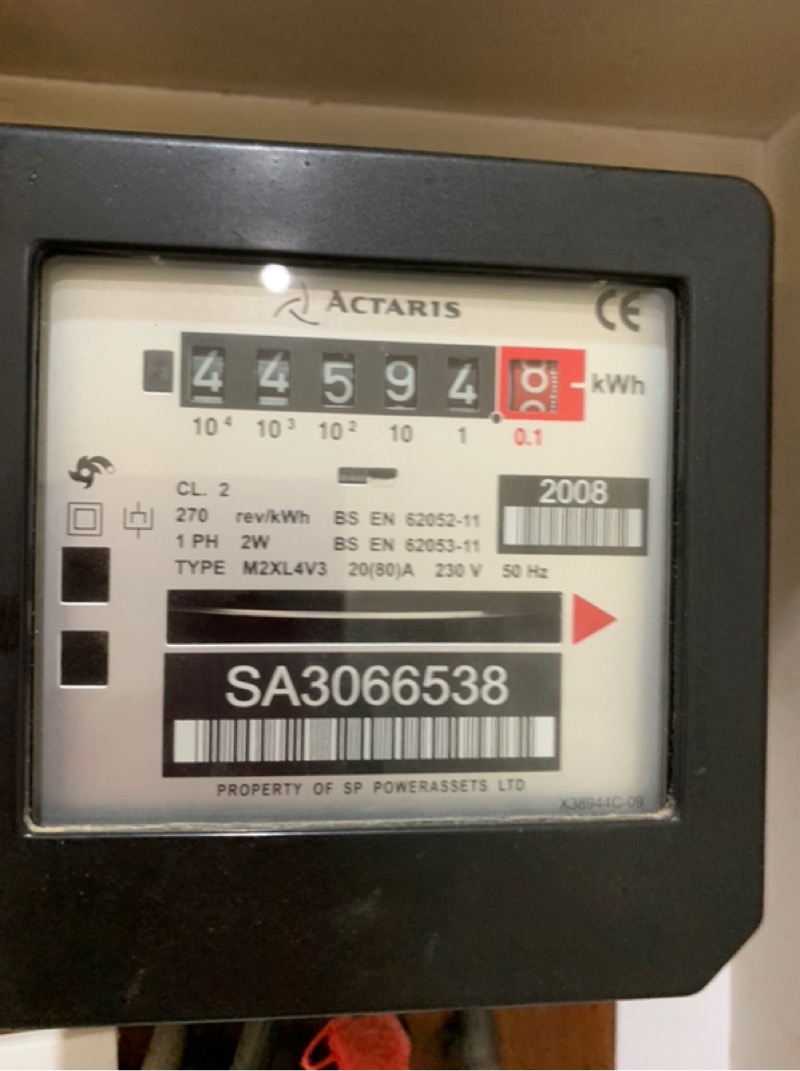 ACTARIS
CE
4 4 5 9 4 8 kWh
10⁴ 10³ 10² 10 1 0.1
CL. 2
2008
270 rev/kWh BS EN 62052-11
1 PH 2W BS EN 62053-11
TYPE M2XL4V3 20(80)A 230 V 50 Hz
SA3066538
PROPERTY OF SP POWERASSETS LTD
X38944C-09